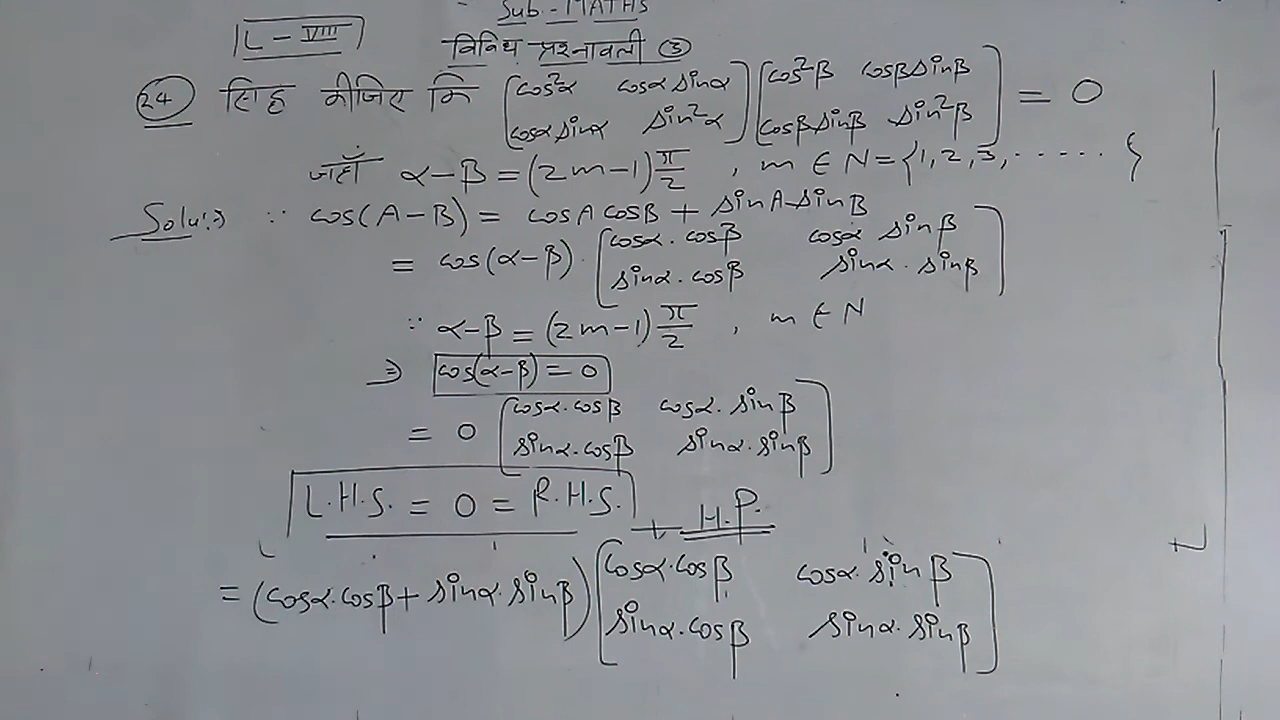 Sub - MATHS
L - VIII
विविध प्रश्नावली ③
24 सिद्ध कीजिए कि [cos²α cosα sinα] [cos²β cosβ sinβ] = 0
[cosα sinα sin²α] [cosβ sinβ sin²β]
जहाँ α-β = (2m-1)π/2 , m ∈ N = {1, 2, 3, ...... }
Solu:→ ∵ cos(A-B) = cosA cosB + sinA sinB
= cos(α-β) · [cosα · cosβ cosα sinβ]
[sinα · cosβ sinα · sinβ]
∵ α-β = (2m-1)π/2 , m ∈ N
⇒ cos(α-β) = 0
= 0 [cosα · cosβ cosα · sinβ]
[sinα · cosβ sinα · sinβ]
L.H.S. = 0 = R.H.S. H.P.
= (cosα · cosβ + sinα · sinβ) [cosα · cosβ cosα · sinβ]
[sinα · cosβ sinα · sinβ]